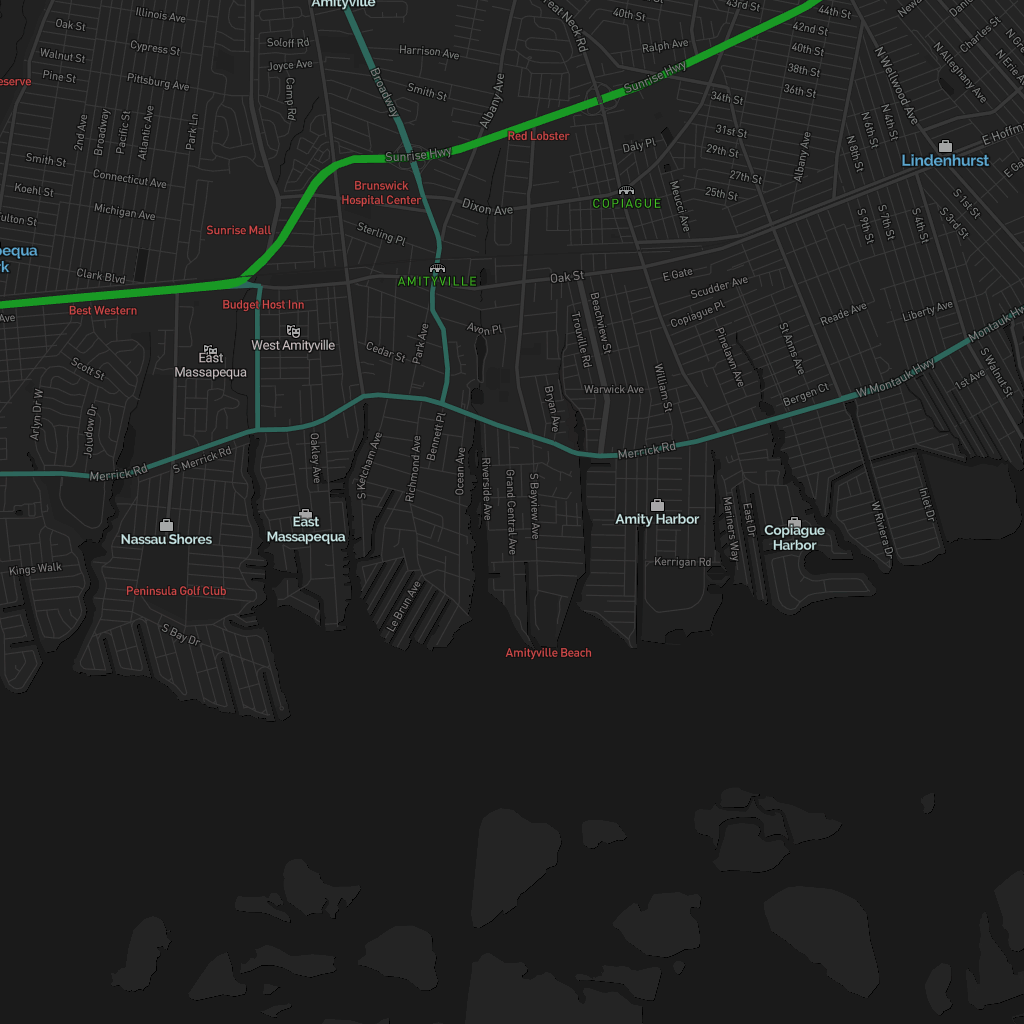 Amityville
Illinois Ave
Oak St
Cypress St
Soloff Rd
Harrison Ave
Great Neck Rd
40th St
43rd St
44th St
42nd St
Walnut St
Pine St
Pittsburg Ave
Joyce Ave
Camp Rd
Broadway
Smith St
Albany Ave
Ralph Ave
Sunrise Hwy
40th St
38th St
36th St
34th St
N Wellwood Ave
N Alleghany Ave
Charles St
N Erie A
eserve
2nd Ave
Broadway
Pacific St
Atlantic Ave
Park Ln
Red Lobster
31st St
Daly Pl
29th St
27th St
25th St
Albany Ave
N 4th St
N 6th St
N 8th St
E Hoffm
Lindenhurst
Smith St
Koehl St
Connecticut Ave
Sunrise Hwy
Brunswick
Hospital Center
Dixon Ave
COPIAGUE
Meucci Ave
S 1st St
S 3rd St
S 4th St
S 7th St
S 9th St
E Ga
ulton St
Michigan Ave
Sunrise Mall
Sterling Pl
pequa
rk
Clark Blvd
AMITYVILLE
Oak St
E Gate
Scudder Ave
Copiague Pl
Reade Ave
Liberty Ave
Montauk Hw
Best Western
Budget Host Inn
Ave
West Amityville
East
Massapequa
Cedar St
Park Ave
Avon Pl
Trouville Rd
Beachview St
Pinelawn Ave
St Anns Ave
W Montauk Hwy
S Walnut St
1st Ave
Scott St
Arlyn Dr W
Joludow Dr
Bryan Ave
Warwick Ave
William St
Bergen Ct
Merrick Rd
S Merrick Rd
Oakley Ave
S Ketcham Ave
Richmond Ave
Bennett Pl
Ocean Ave
Riverside Ave
Grand Central Ave
S Bayview Ave
Merrick Rd
Mariners Way
East Dr
W Riviera Dr
Inlet Dr
Nassau Shores
East
Massapequa
Amity Harbor
Copiague
Harbor
Kings Walk
Peninsula Golf Club
Le Brun Ave
Kerrigan Rd
S Bay Dr
Amityville Beach